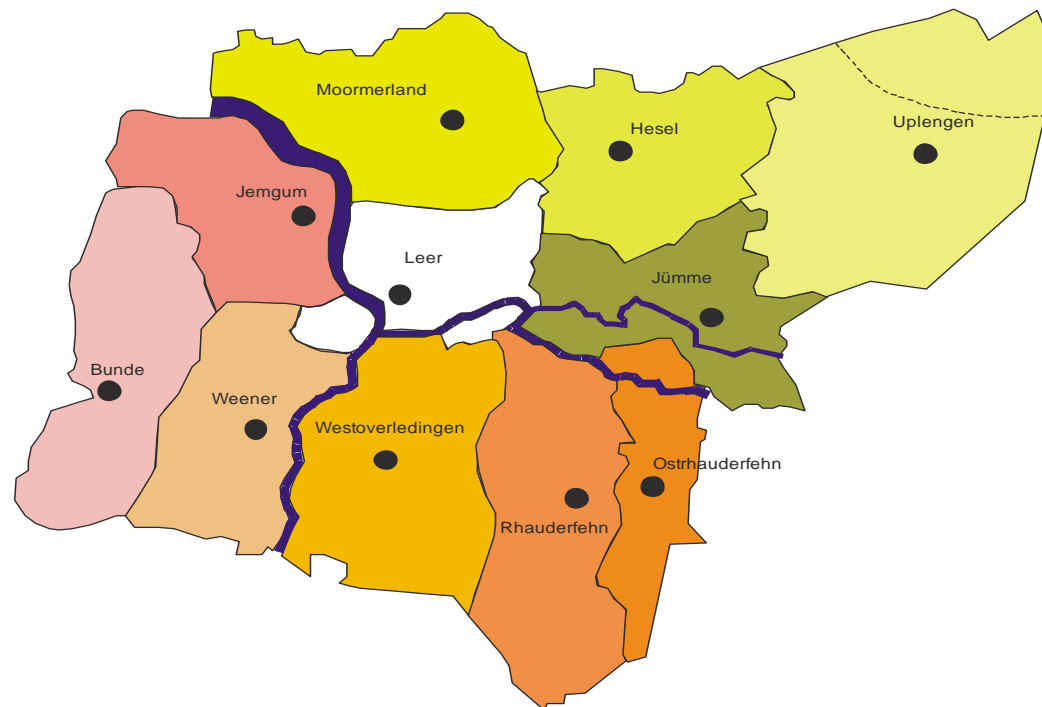 Moormerland
Hesel
Uplengen
Jemgum
Leer
Jümme
Bunde
Weener
Westoverledingen
Ostrhauderfehn
Rhauderfehn